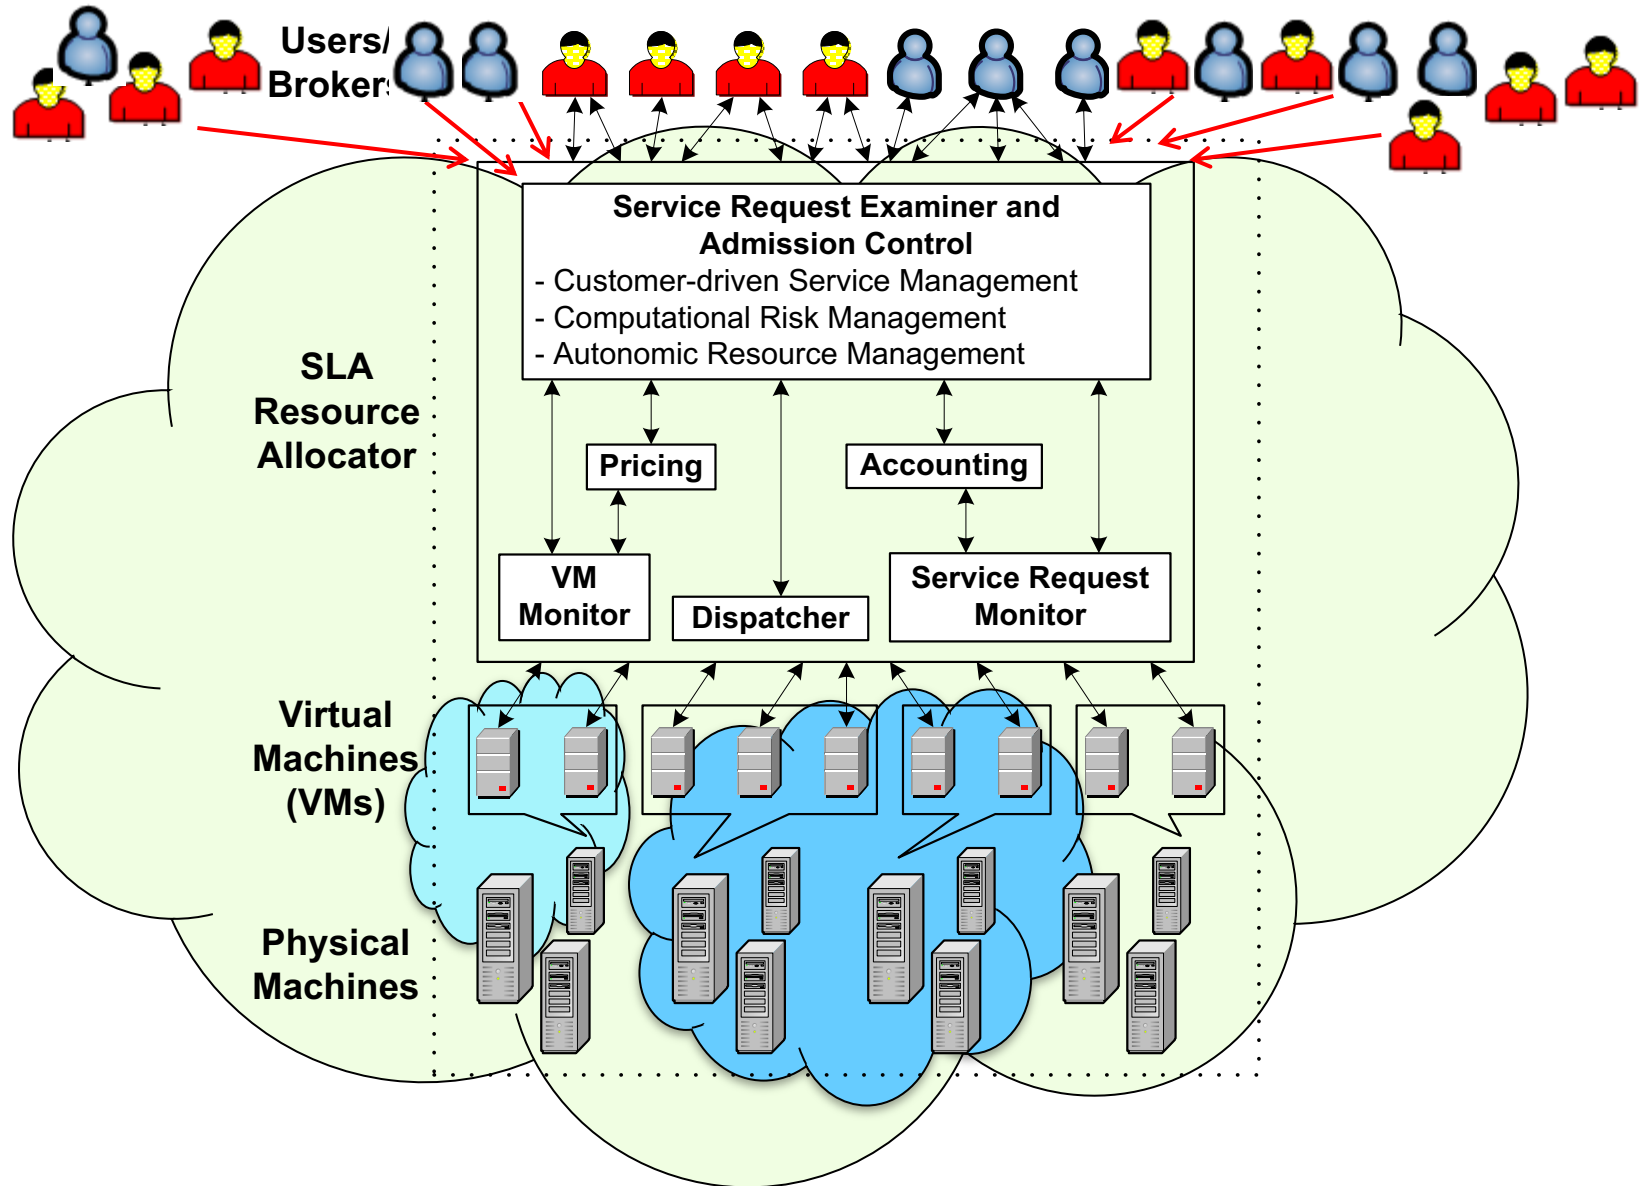 Users/
Brokers
Service Request Examiner and
Admission Control
- Customer-driven Service Management
- Computational Risk Management
- Autonomic Resource Management
SLA
Resource
Allocator
Pricing
Accounting
VM
Monitor
Dispatcher
Service Request
Monitor
Virtual
Machines
(VMs)
Physical
Machines